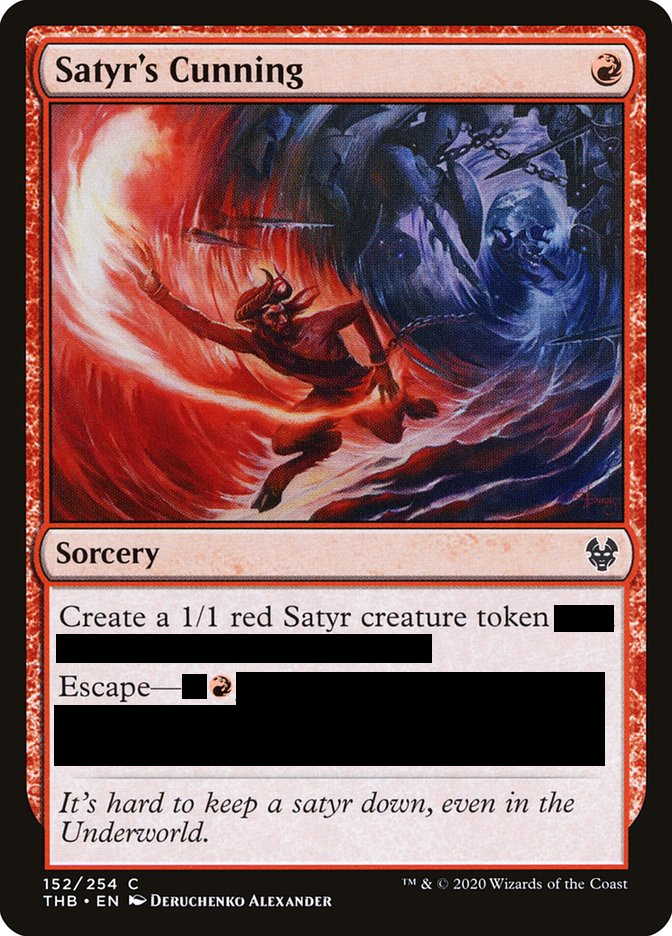 Satyr's Cunning
Sorcery
Create a 1/1 red Satyr creature token
Escape—
It's hard to keep a satyr down, even in the
Underworld.
152/254 C
THB • EN Deruchenko Alexander
™ & © 2020 Wizards of the Coast